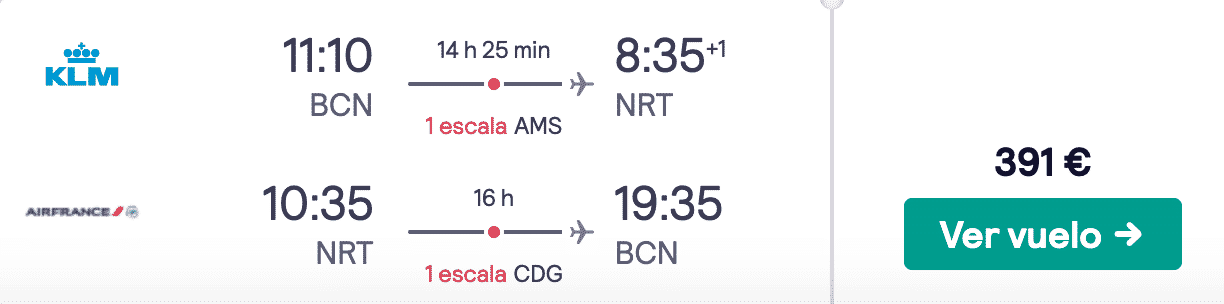 KLM
11:10
14 h 25 min
8:35+1
BCN
NRT
1 escala AMS
391 €
Ver vuelo →
AIRFRANCE
10:35
16 h
19:35
NRT
BCN
1 escala CDG